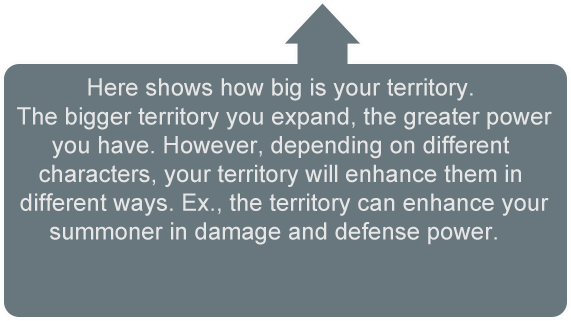 Here shows how big is your territory.
The bigger territory you expand, the greater power
you have. However, depending on different
characters, your territory will enhance them in
different ways. Ex., the territory can enhance your
summoner in damage and defense power.